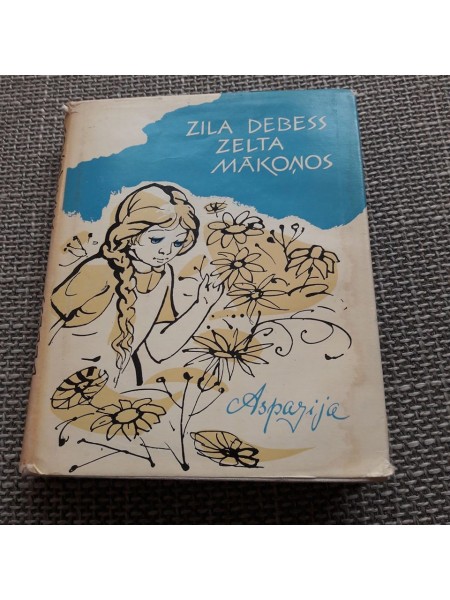 ZILA DEBESS
ZELTA
MĀKOŅOS
Aspazija